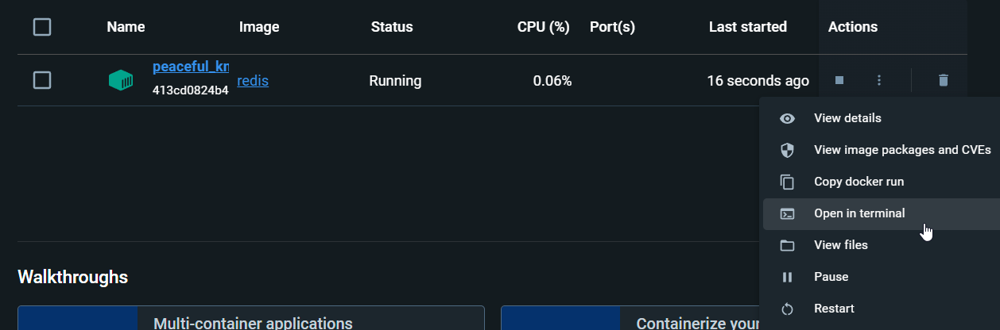 Name Image Status CPU (%) Port(s) Last started Actions
peaceful_kn
413cd0824b4
redis Running 0.06% 16 seconds ago
View details
View image packages and CVEs
Copy docker run
Open in terminal
View files
Pause
Restart
Walkthroughs
Multi-container applications
Containerize your